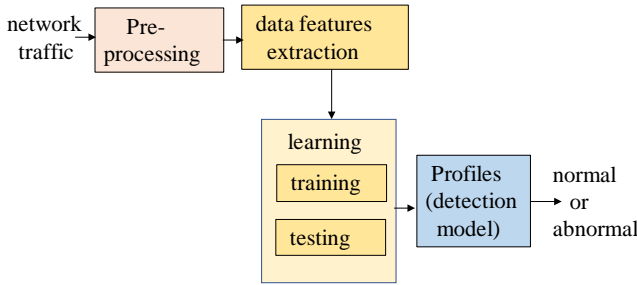 network
traffic
Pre-
processing
data features
extraction
learning
training
testing
Profiles
(detection
model)
normal
or
abnormal